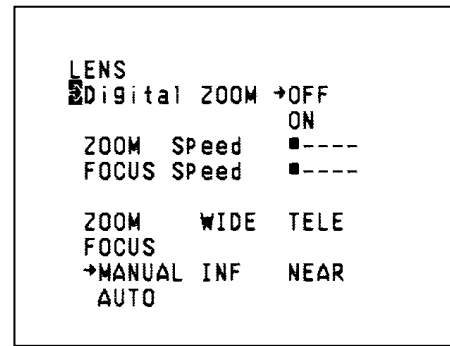 LENS
Digital ZOOM →OFF
ON
ZOOM SPeed ■----
FOCUS SPeed ■----
ZOOM WIDE TELE
FOCUS
→MANUAL INF NEAR
AUTO